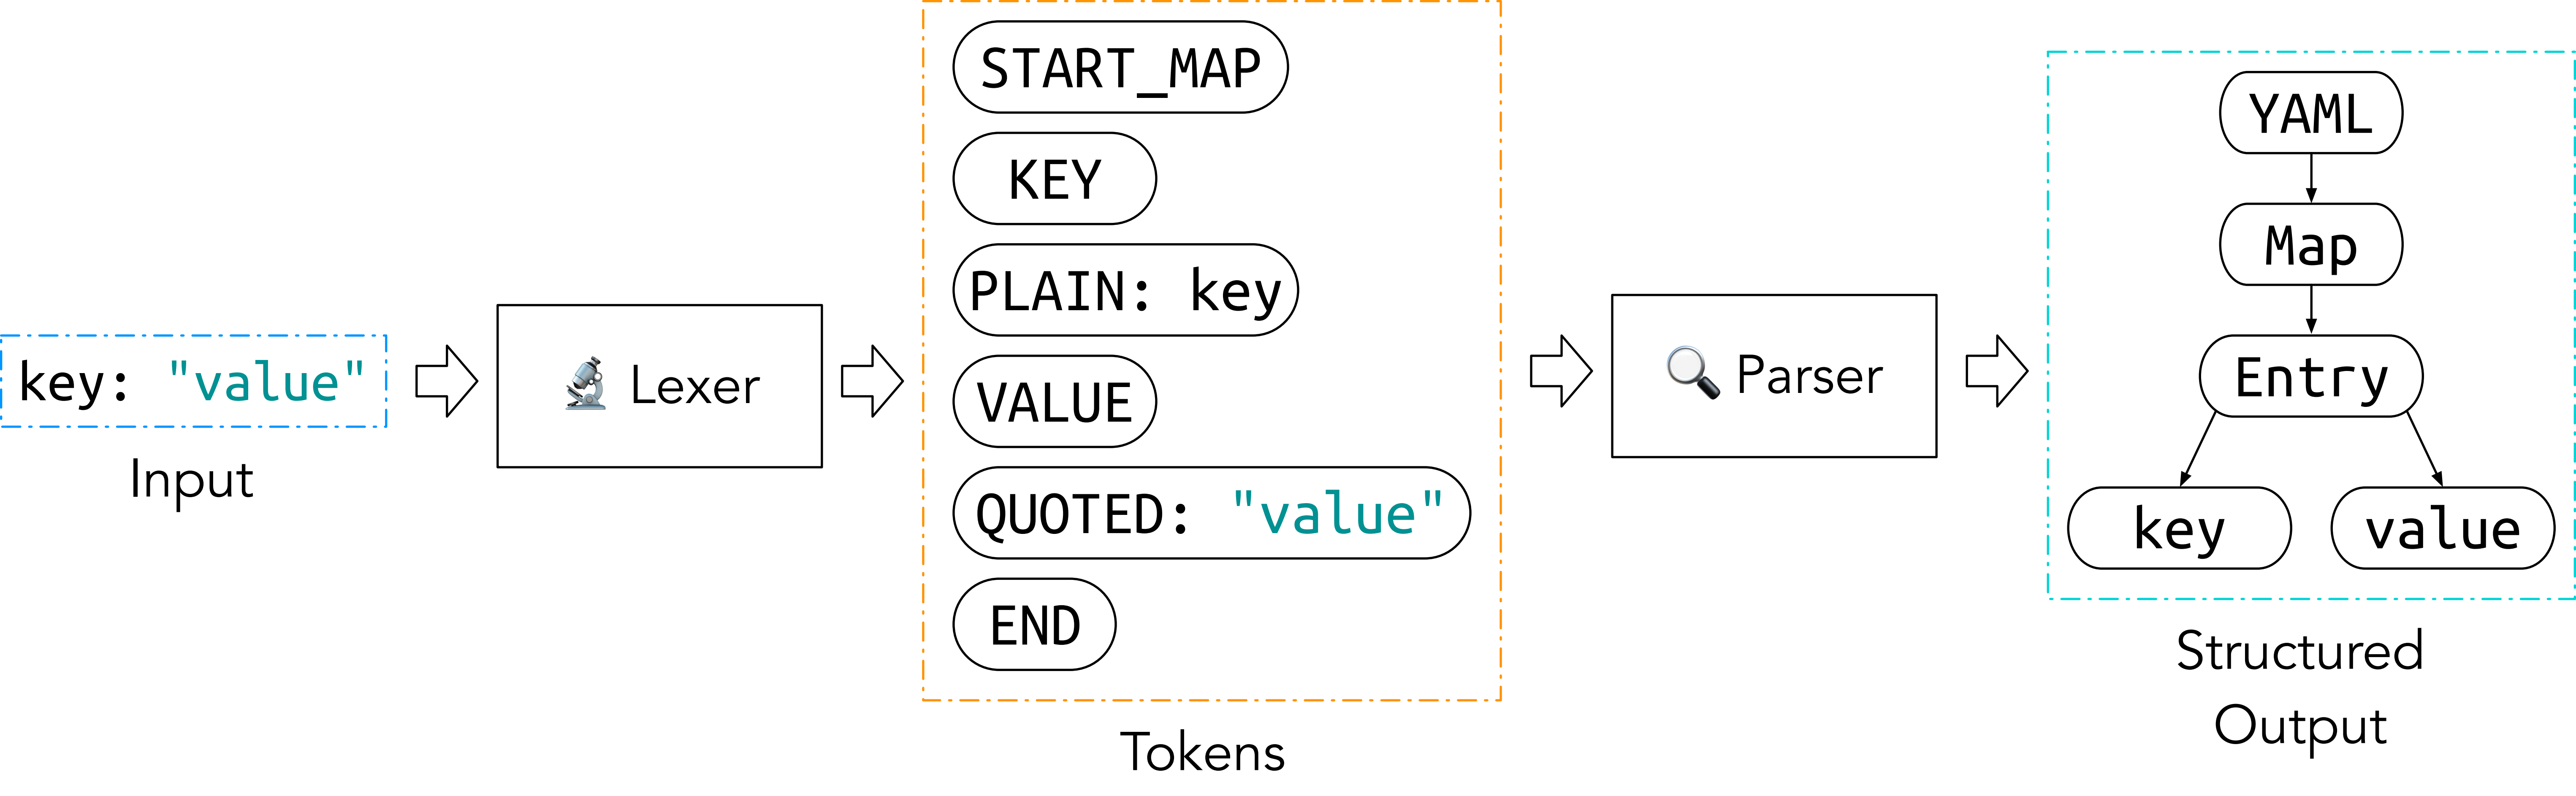 key: "value"
Input
Lexer
START_MAP
KEY
PLAIN: key
VALUE
QUOTED: "value"
END
Tokens
Parser
YAML
Map
Entry
key
value
Structured
Output